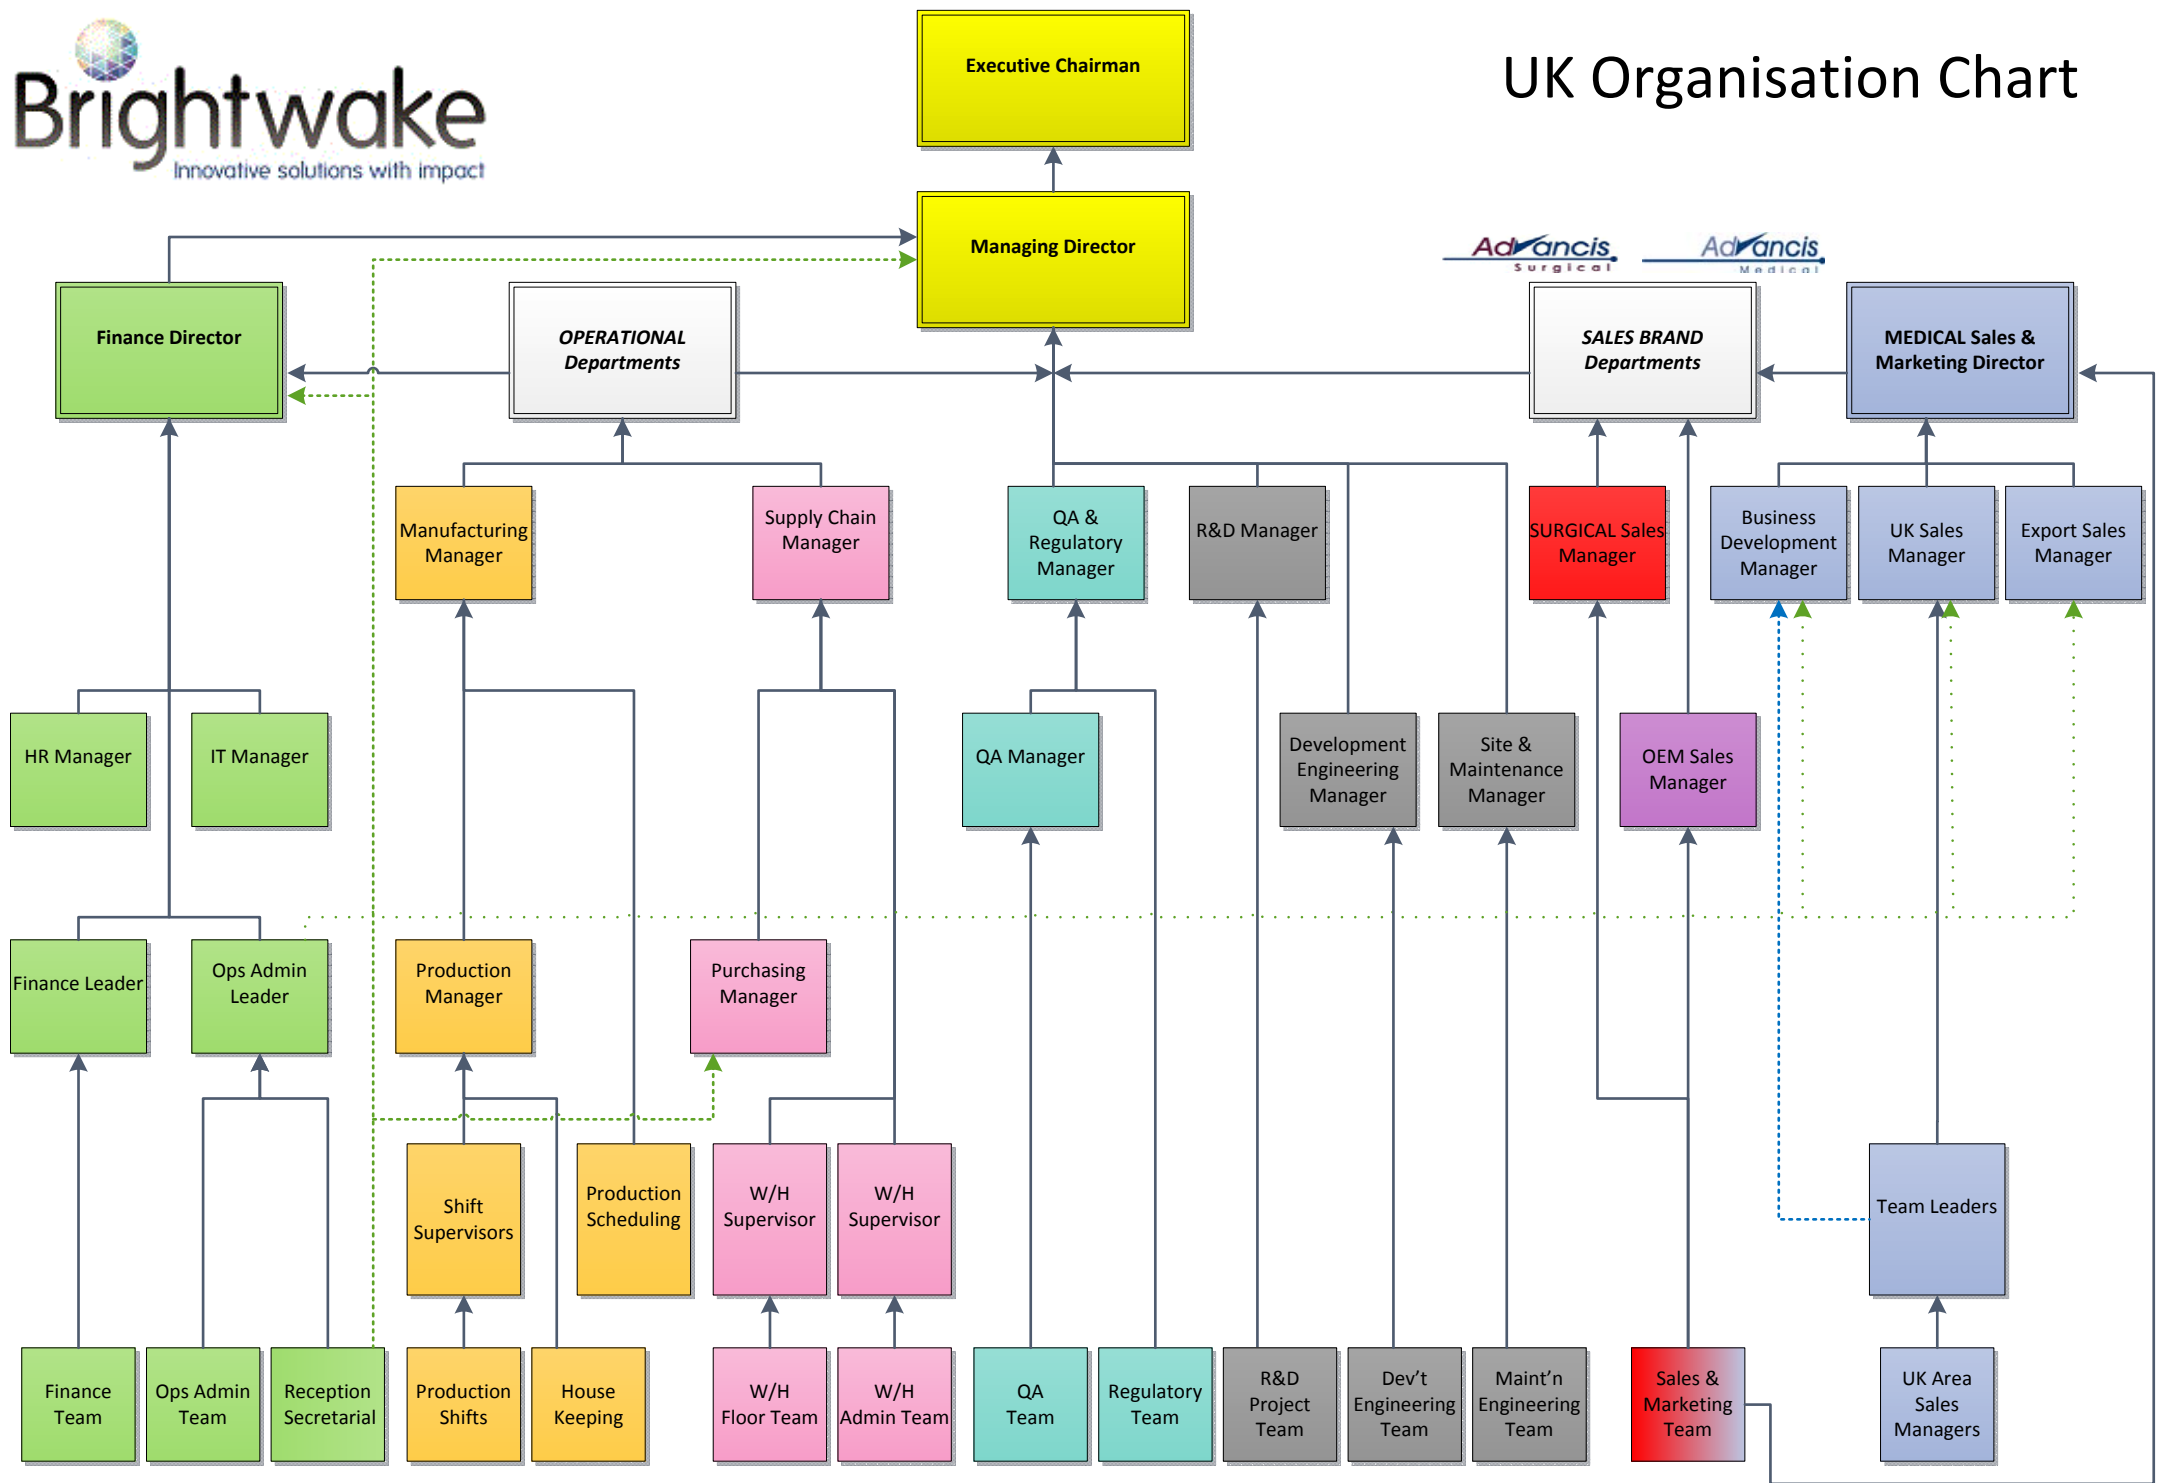 Brightwake
Innovative solutions with impact
UK Organisation Chart
Executive Chairman
Managing Director
Advancis
Surgical
Advancis
Medical
Finance Director
OPERATIONAL
Departments
SALES BRAND
Departments
MEDICAL Sales &
Marketing Director
Manufacturing
Manager
Supply Chain
Manager
QA &
Regulatory
Manager
R&D Manager
SURGICAL Sales
Manager
Business
Development
Manager
UK Sales
Manager
Export Sales
Manager
HR Manager
IT Manager
QA Manager
Development
Engineering
Manager
Site &
Maintenance
Manager
OEM Sales
Manager
Finance Leader
Ops Admin
Leader
Production
Manager
Purchasing
Manager
Shift
Supervisors
Production
Scheduling
W/H
Supervisor
W/H
Supervisor
Team Leaders
Finance
Team
Ops Admin
Team
Reception
Secretarial
Production
Shifts
House
Keeping
W/H
Floor Team
W/H
Admin Team
QA
Team
Regulatory
Team
R&D
Project
Team
Dev’t
Engineering
Team
Maint’n
Engineering
Team
Sales &
Marketing
Team
UK Area
Sales
Managers